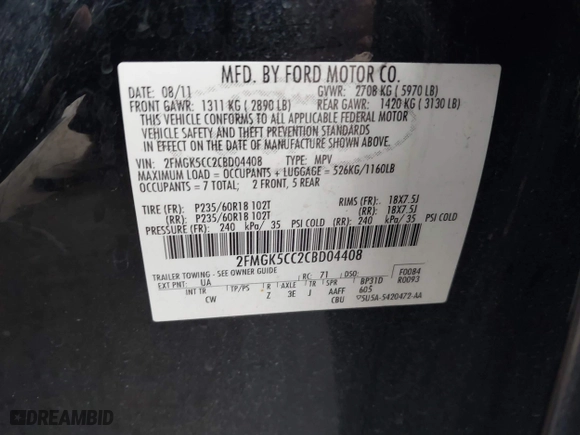 MFD. BY FORD MOTOR CO.
DATE: 08/11 GVWR: 2708 KG ( 5970 LB)
FRONT GAWR: 1311 KG ( 2890 LB) REAR GAWR: 1420 KG ( 3130 LB)
THIS VEHICLE CONFORMS TO ALL APPLICABLE FEDERAL MOTOR
VEHICLE SAFETY AND THEFT PREVENTION STANDARDS
IN EFFECT ON THE DATE OF MANUFACTURE SHOWN ABOVE.
VIN: 2FMGK5CC2CBD04408 TYPE: MPV
MAXIMUM LOAD = OCCUPANTS + LUGGAGE = 526KG/1160LB
OCCUPANTS = 7 TOTAL; 2 FRONT, 5 REAR
TIRE (FR): P235/60R18 102T RIMS (FR): 18X7.5J
(R): P235/60R18 102T (R): 18X7.5J
PRESSURE (FR): 240 kPa/ 35 PSI COLD (R): 240 kPa/ 35 PSI COLD
2FMGK5CC2CBD04408
TRAILER TOWING - SEE OWNER GUIDE RC: 71 DSO: F0084
EXT PNT: UA BP31D R0093
INT TR TP/PS R AXLE TR SPR 605
CW Z 3E J AAFF CBU 5U5A-5420472-AA
DREAMBID